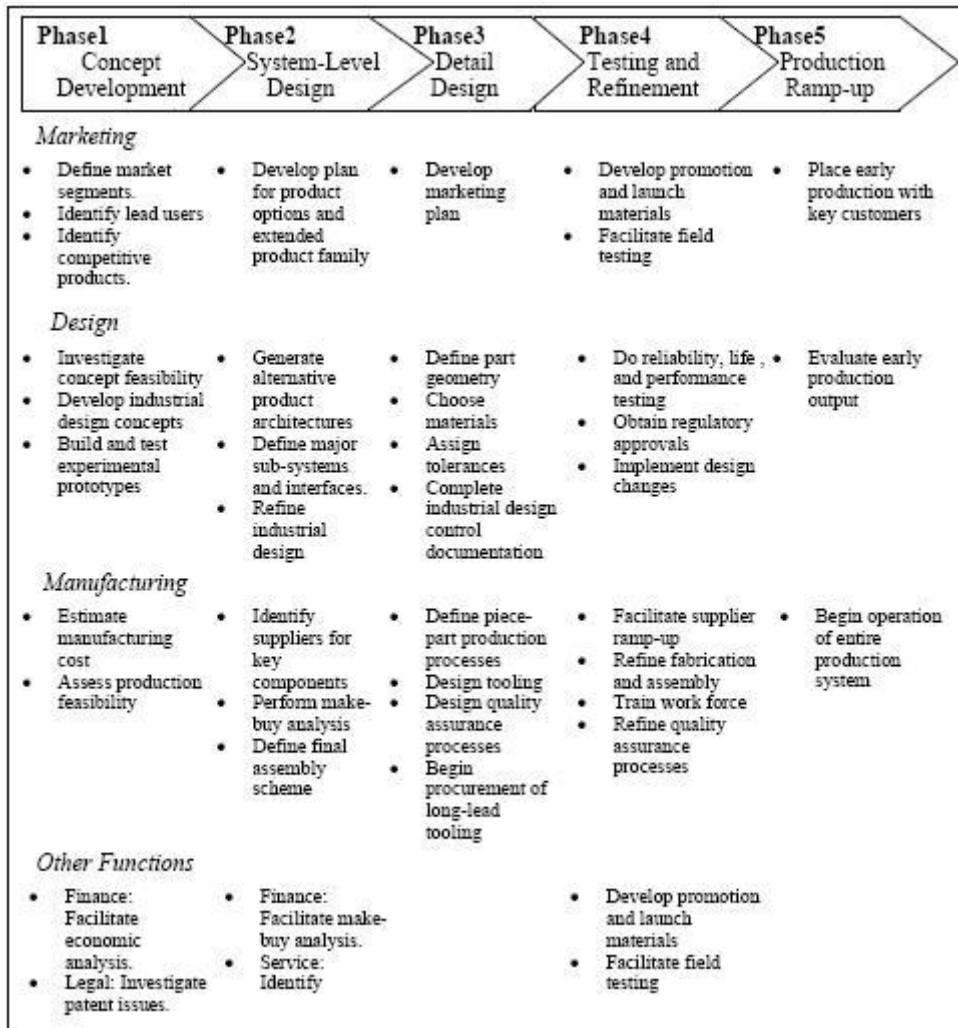 Phase1
Concept
Development
Phase2
System-Level
Design
Phase3
Detail
Design
Phase4
Testing and
Refinement
Phase5
Production
Ramp-up
Marketing
• Define market
segments.
• Identify lead users
• Identify
competitive
products.
• Develop plan
for product
options and
extended
product family
• Develop
marketing
plan
• Develop promotion
and launch
materials
• Facilitate field
testing
• Place early
production with
key customers
Design
• Investigate
concept feasibility
• Develop industrial
design concepts
• Build and test
experimental
prototypes
• Generate
alternative
product
architectures
• Define major
sub-systems
and interfaces.
• Refine
industrial
design
• Define part
geometry
• Choose
materials
• Assign
tolerances
• Complete
industrial design
control
documentation
• Do reliability, life ,
and performance
testing
• Obtain regulatory
approvals
• Implement design
changes
• Evaluate early
production
output
Manufacturing
• Estimate
manufacturing
cost
• Assess production
feasibility
• Identify
suppliers for
key
components
• Perform make-
buy analysis
• Define final
assembly
scheme
• Define piece-
part production
processes
• Design tooling
• Design quality
assurance
processes
• Begin
procurement of
long-lead
tooling
• Facilitate supplier
ramp-up
• Refine fabrication
and assembly
• Train work force
• Refine quality
assurance
processes
• Begin operation
of entire
production
system
Other Functions
• Finance:
Facilitate
economic
analysis.
• Legal: Investigate
patent issues.
• Finance:
Facilitate make-
buy analysis.
• Service:
Identify
• Develop promotion
and launch
materials
• Facilitate field
testing